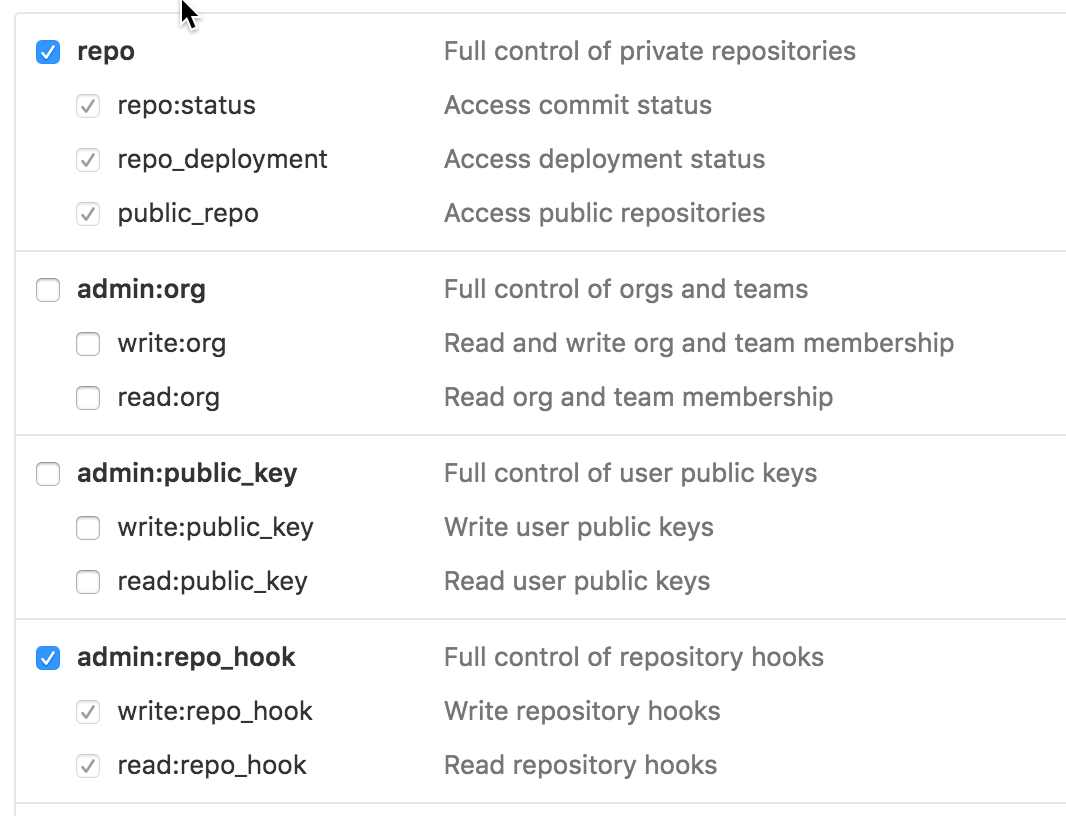 repo Full control of private repositories
repo:status Access commit status
repo_deployment Access deployment status
public_repo Access public repositories
admin:org Full control of orgs and teams
write:org Read and write org and team membership
read:org Read org and team membership
admin:public_key Full control of user public keys
write:public_key Write user public keys
read:public_key Read user public keys
admin:repo_hook Full control of repository hooks
write:repo_hook Write repository hooks
read:repo_hook Read repository hooks